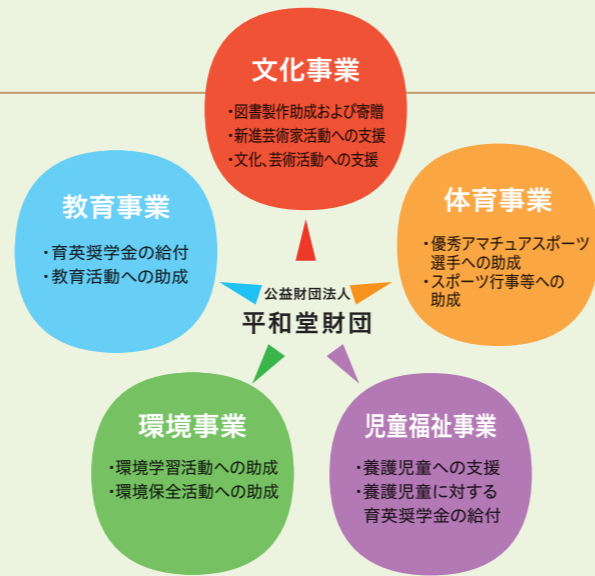 文化事業
・図書製作助成および寄贈
・新進芸術家活動への支援
・文化、芸術活動への支援
教育事業
・育英奨学金の給付
・教育活動への助成
体育事業
・優秀アマチュアスポーツ
選手への助成
・スポーツ行事等への
助成
公益財団法人
平和堂財団
環境事業
・環境学習活動への助成
・環境保全活動への助成
児童福祉事業
・養護児童への支援
・養護児童に対する
育英奨学金の給付